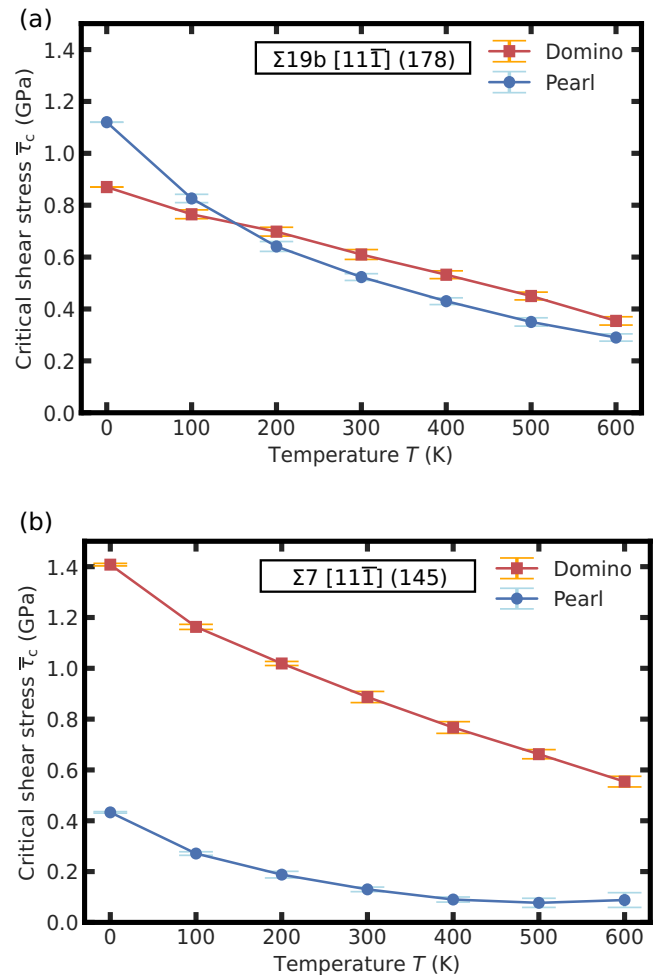 (a)
Σ19b [111̅] (178)
Domino
Pearl
Critical shear stress τ̅c (GPa)
1.4
1.2
1.0
0.8
0.6
0.4
0.2
0.0
0 100 200 300 400 500 600
Temperature T (K)
(b)
Σ7 [111̅] (145)
Domino
Pearl
Critical shear stress τ̅c (GPa)
1.4
1.2
1.0
0.8
0.6
0.4
0.2
0.0
0 100 200 300 400 500 600
Temperature T (K)